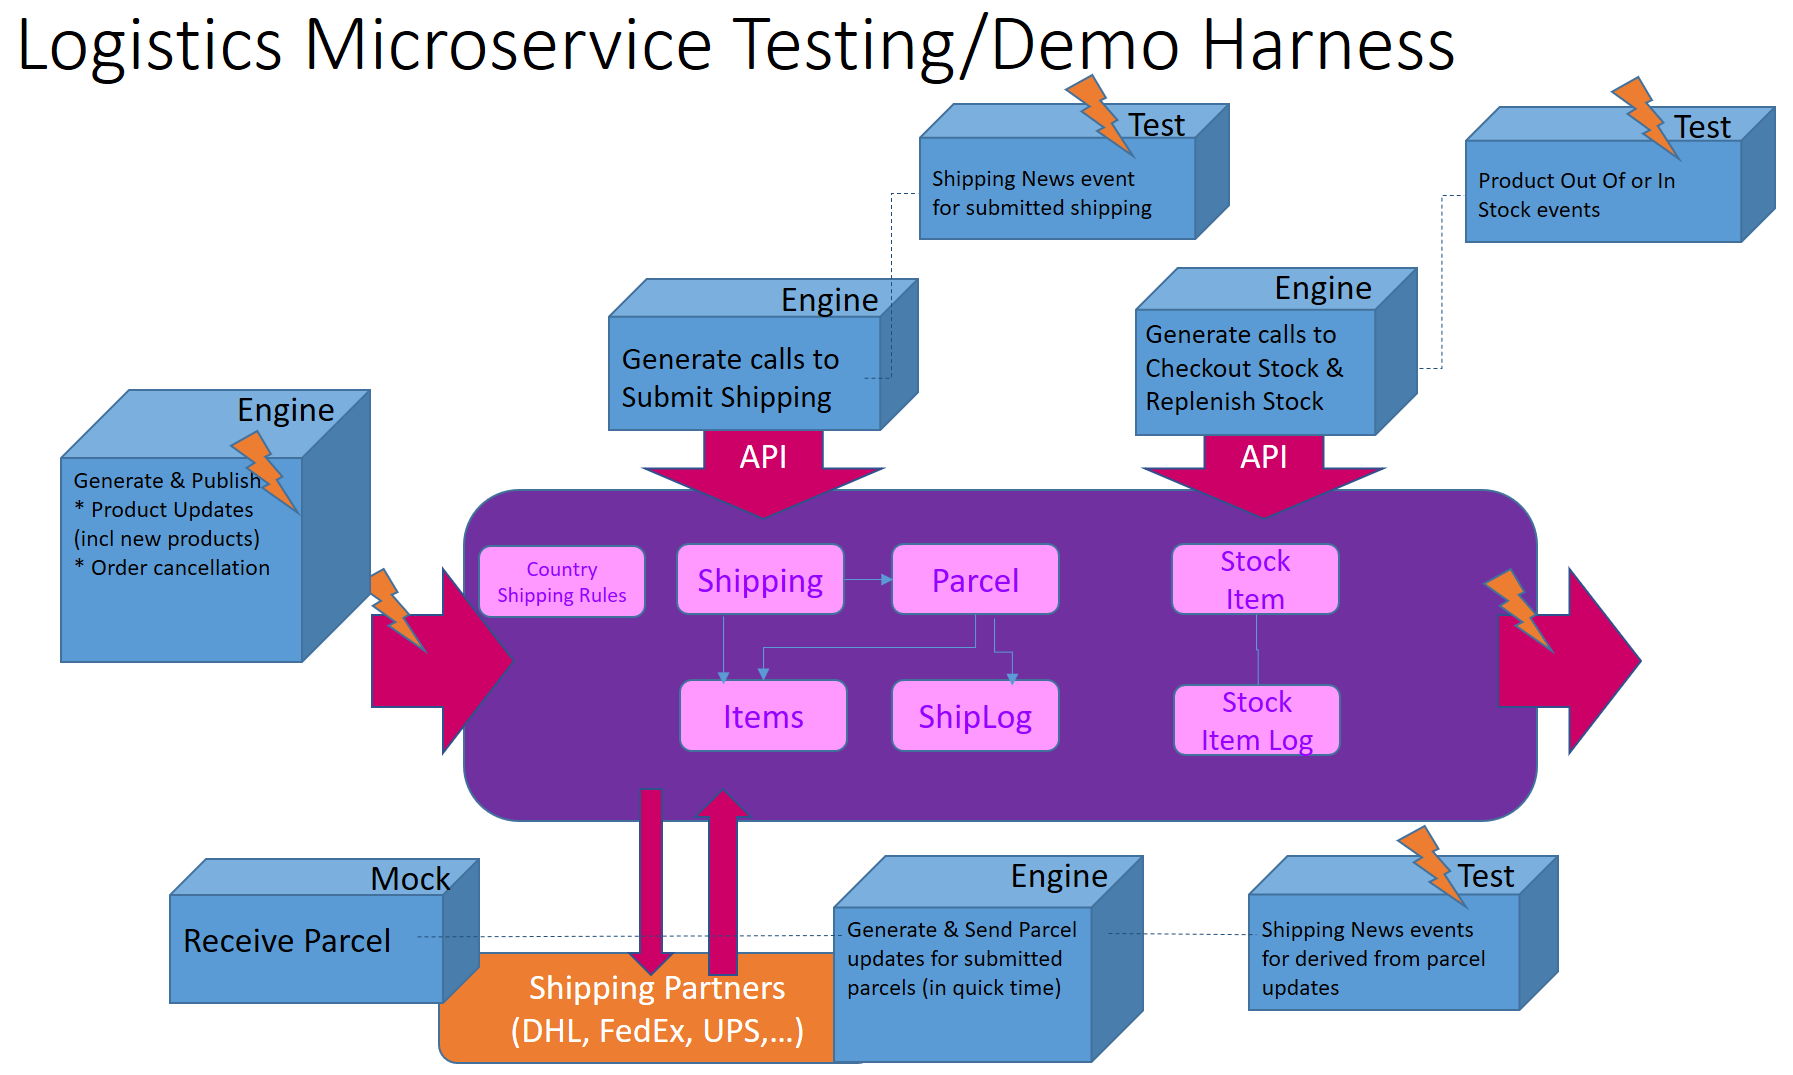 Logistics Microservice Testing/Demo Harness
Test
Shipping News event
for submitted shipping
Test
Product Out Of or In
Stock events
Engine
Generate calls to
Submit Shipping
Engine
Generate calls to
Checkout Stock &
Replenish Stock
Engine
Generate & Publish
* Product Updates
(incl new products)
* Order cancellation
API
API
Country
Shipping Rules
Shipping
Parcel
Stock
Item
Items
ShipLog
Stock
Item Log
Mock
Receive Parcel
Shipping Partners
(DHL, FedEx, UPS,...)
Engine
Generate & Send Parcel
updates for submitted
parcels (in quick time)
Test
Shipping News events
for derived from parcel
updates